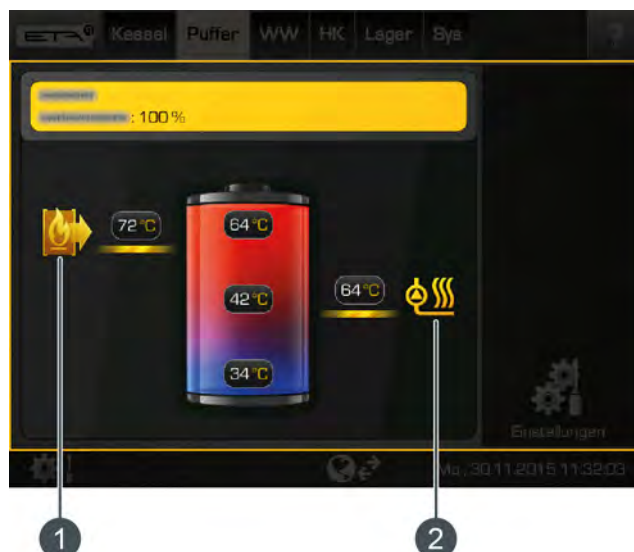 ETA Kessel Puffer WW HK Lager Sys ?
: 100 %
72 °C
64 °C
42 °C
64 °C
34 °C
Einstellungen
Mo, 30.11.2015 11:32:03
1
2